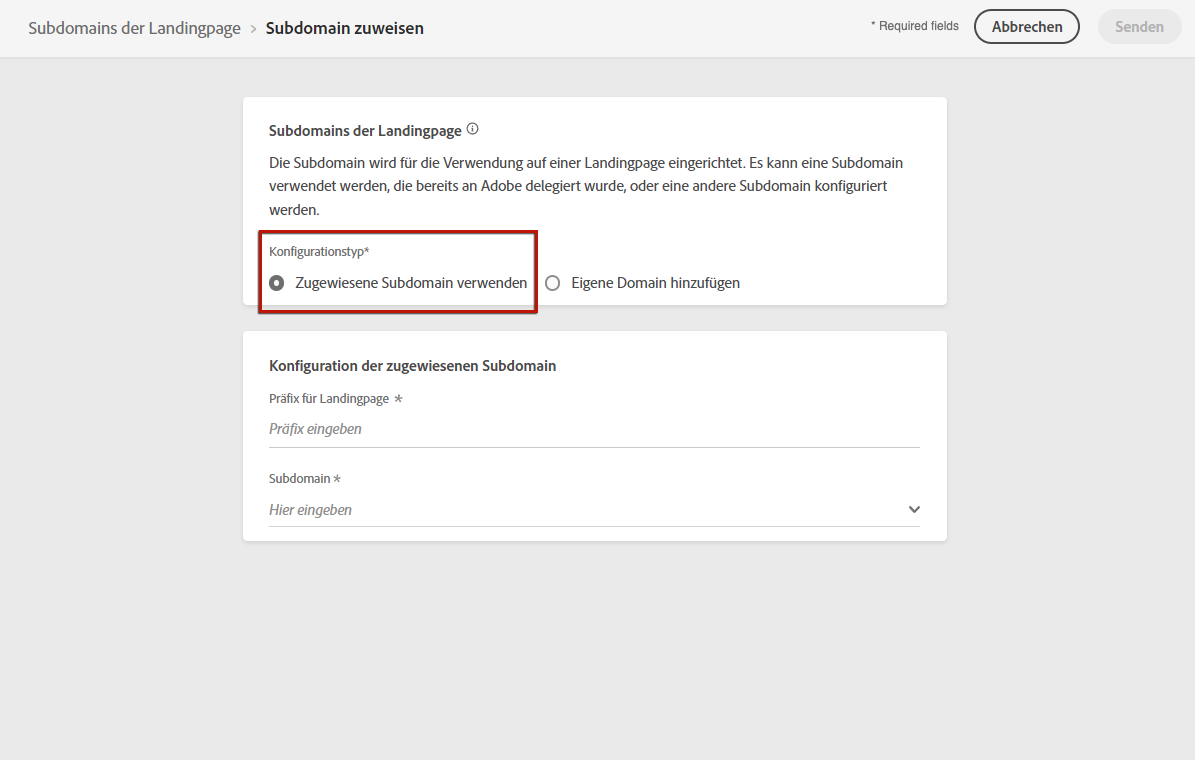 Subdomains der Landingpage > Subdomain zuweisen
* Required fields
Abbrechen
Senden
Subdomains der Landingpage
Die Subdomain wird für die Verwendung auf einer Landingpage eingerichtet. Es kann eine Subdomain
verwendet werden, die bereits an Adobe delegiert wurde, oder eine andere Subdomain konfiguriert
werden.
Konfigurationstyp*
Zugewiesene Subdomain verwenden
Eigene Domain hinzufügen
Konfiguration der zugewiesenen Subdomain
Präfix für Landingpage *
Präfix eingeben
Subdomain *
Hier eingeben